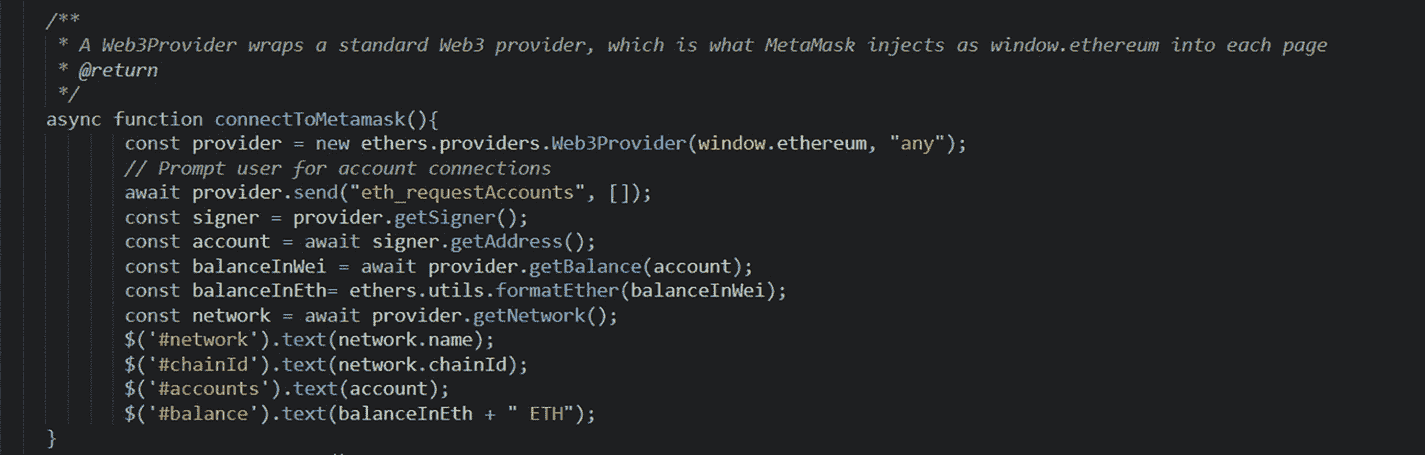 /**
* A Web3Provider wraps a standard Web3 provider, which is what MetaMask injects as window.ethereum into each page
* @return
*/
async function connectToMetamask(){
const provider = new ethers.providers.Web3Provider(window.ethereum, "any");
// Prompt user for account connections
await provider.send("eth_requestAccounts", []);
const signer = provider.getSigner();
const account = await signer.getAddress();
const balanceInWei = await provider.getBalance(account);
const balanceInEth= ethers.utils.formatEther(balanceInWei);
const network = await provider.getNetwork();
$('#network').text(network.name);
$('#chainId').text(network.chainId);
$('#accounts').text(account);
$('#balance').text(balanceInEth + " ETH");
}